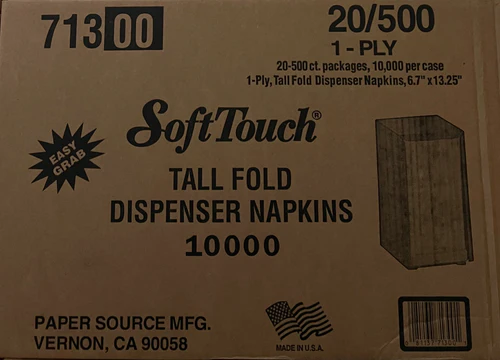 71300
20/500
1-PLY
20-500 ct. packages, 10,000 per case
1-Ply, Tall Fold Dispenser Napkins, 6.7" x 13.25"
SoftTouch®
EASY
GRAB
TALL FOLD
DISPENSER NAPKINS
10000
PAPER SOURCE MFG.
VERNON, CA 90058
MADE IN U.S.A.